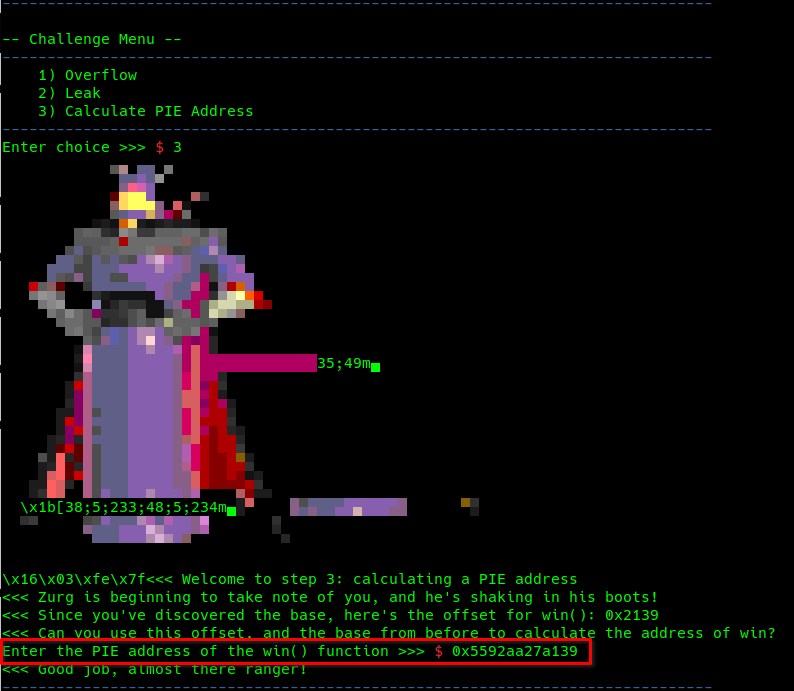 -- Challenge Menu --
1) Overflow
2) Leak
3) Calculate PIE Address
Enter choice >>> $ 3
35;49m
\x1b[38;5;233;48;5;234m
\x16\x03\xfe\x7f<<< Welcome to step 3: calculating a PIE address
<<< Zurg is beginning to take note of you, and he's shaking in his boots!
<<< Since you've discovered the base, here's the offset for win(): 0x2139
<<< Can you use this offset, and the base from before to calculate the address of win?
Enter the PIE address of the win() function >>> $ 0x5592aa27a139
<<< Good job, almost there ranger!